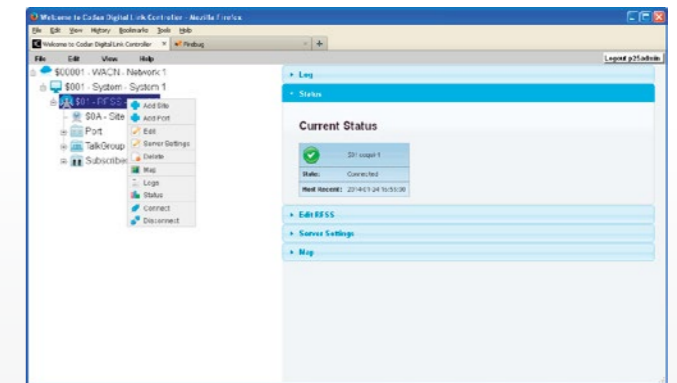 Welcome to Codan Digital Link Controller - Mozilla Firefox
File Edit View History Bookmarks Tools Help
Welcome to Codan Digital Link Controller × Firebug +
File Edit View Help Logout p25admin
$00001 - WACN - Network 1
$001 - System - System 1
$01 - RFSS -
$0A - Site
Port
TalkGroup
Subscriber
Add Site
Add Port
Edit
Server Settings
Delete
Map
Logs
Status
Connect
Disconnect
Log
Status
Current Status
State: Connected
Most Recent: 2014-01-24 16:59:30
Edit RFSS
Server Settings
Map